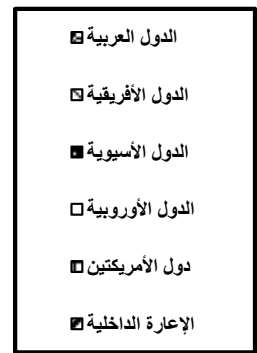 الدول العربية
الدول الأفريقية
الدول الأسيوية
الدول الأوروبية
دول الأمريكتين
الإعارة الداخلية